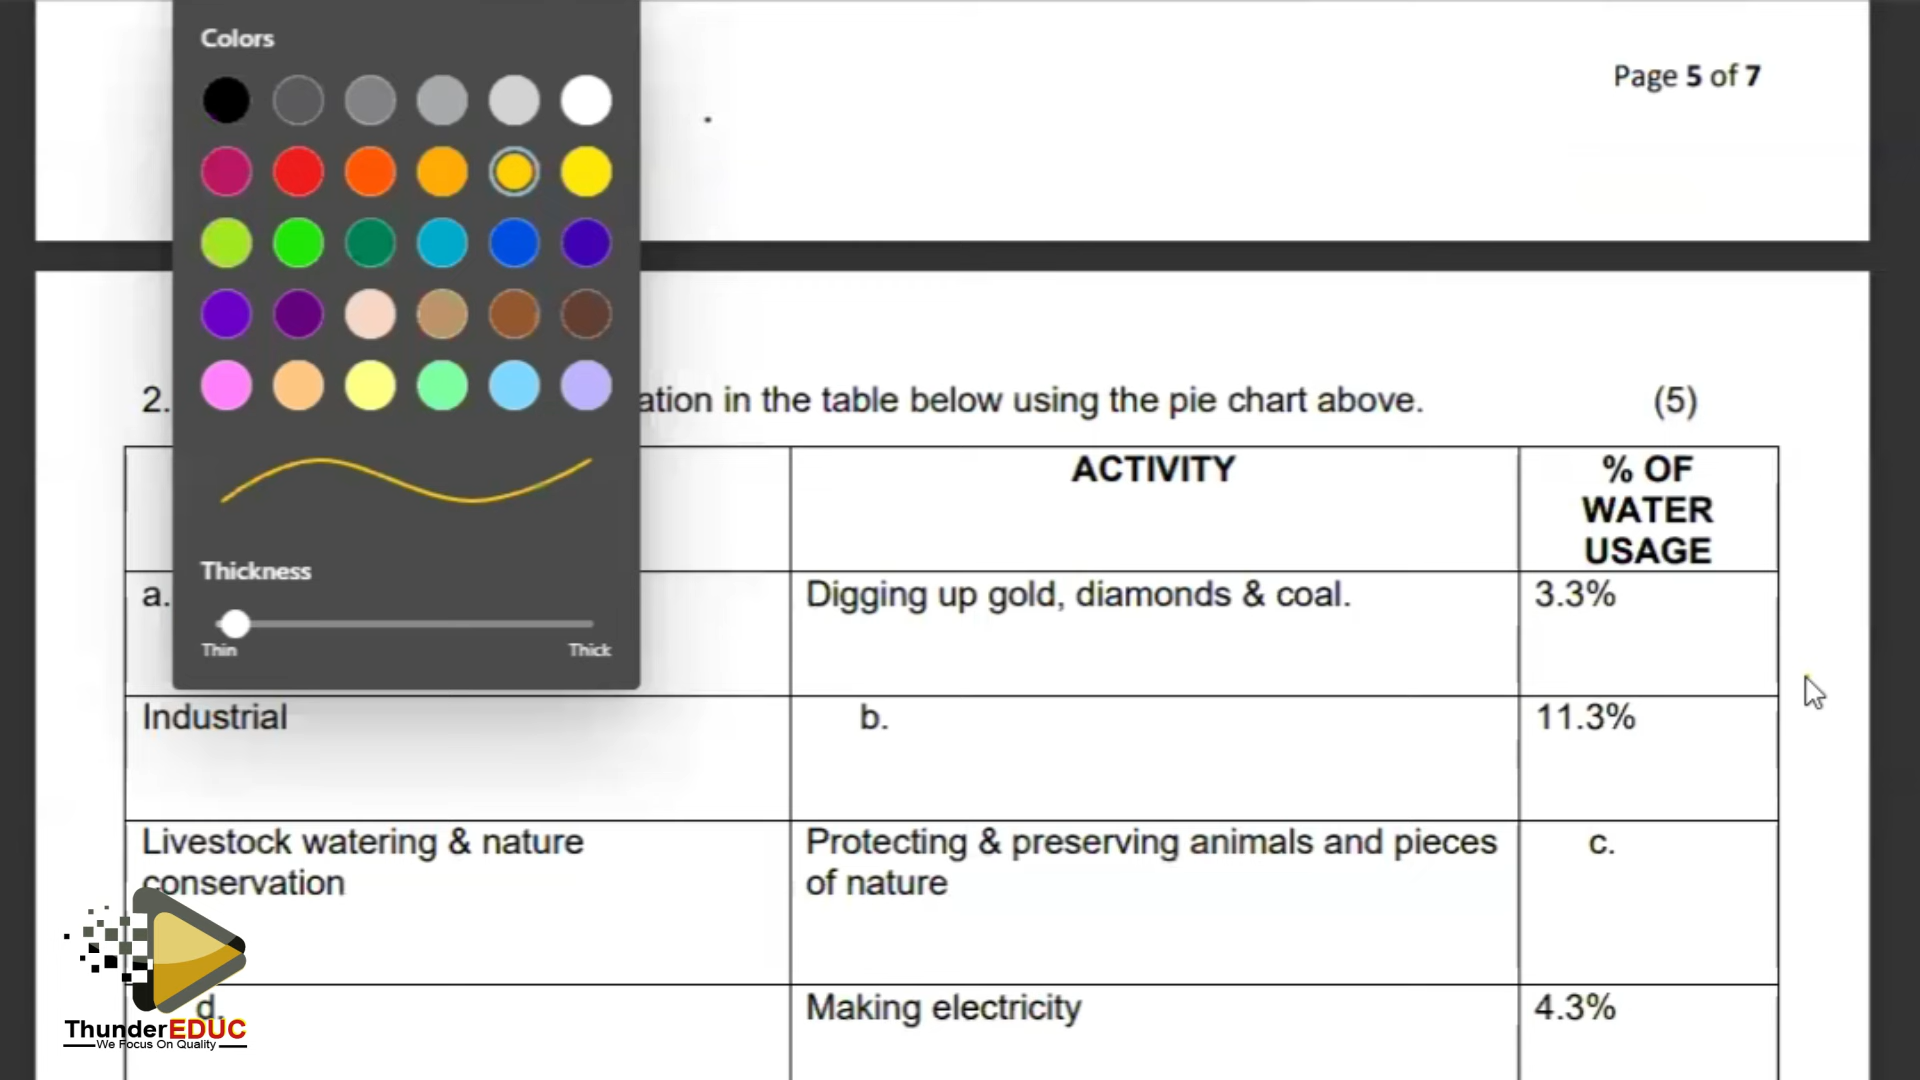 Colors
Page 5 of 7
2. ation in the table below using the pie chart above. (5)
ACTIVITY
% OF
WATER
USAGE
Thickness
Thin
Thick
a.
Digging up gold, diamonds & coal.
3.3%
Industrial
b.
11.3%
Livestock watering & nature
conservation
Protecting & preserving animals and pieces
of nature
c.
d.
Making electricity
4.3%
ThunderEDUC
We Focus On Quality